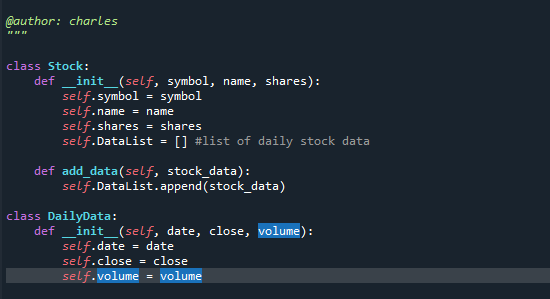 @author: charles
"""
class Stock:
    def __init__(self, symbol, name, shares):
        self.symbol = symbol
        self.name = name
        self.shares = shares
        self.DataList = [] #list of daily stock data
    def add_data(self, stock_data):
        self.DataList.append(stock_data)
class DailyData:
    def __init__(self, date, close, volume):
        self.date = date
        self.close = close
        self.volume = volume